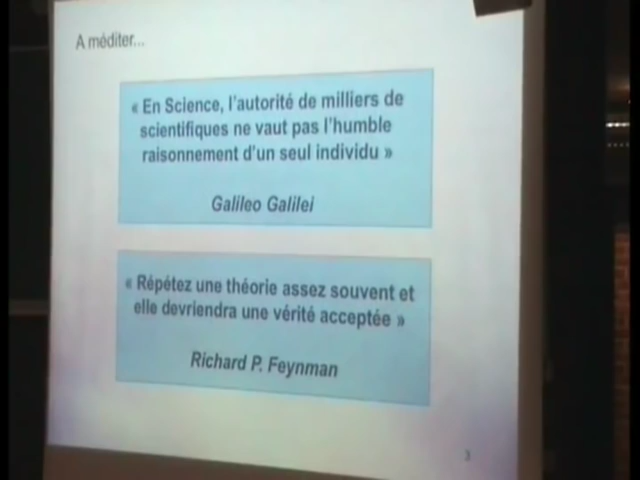 A méditer...
« En Science, l'autorité de milliers de
scientifiques ne vaut pas l'humble
raisonnement d'un seul individu »
Galileo Galilei
« Répétez une théorie assez souvent et
elle devriendra une vérité acceptée »
Richard P. Feynman
3